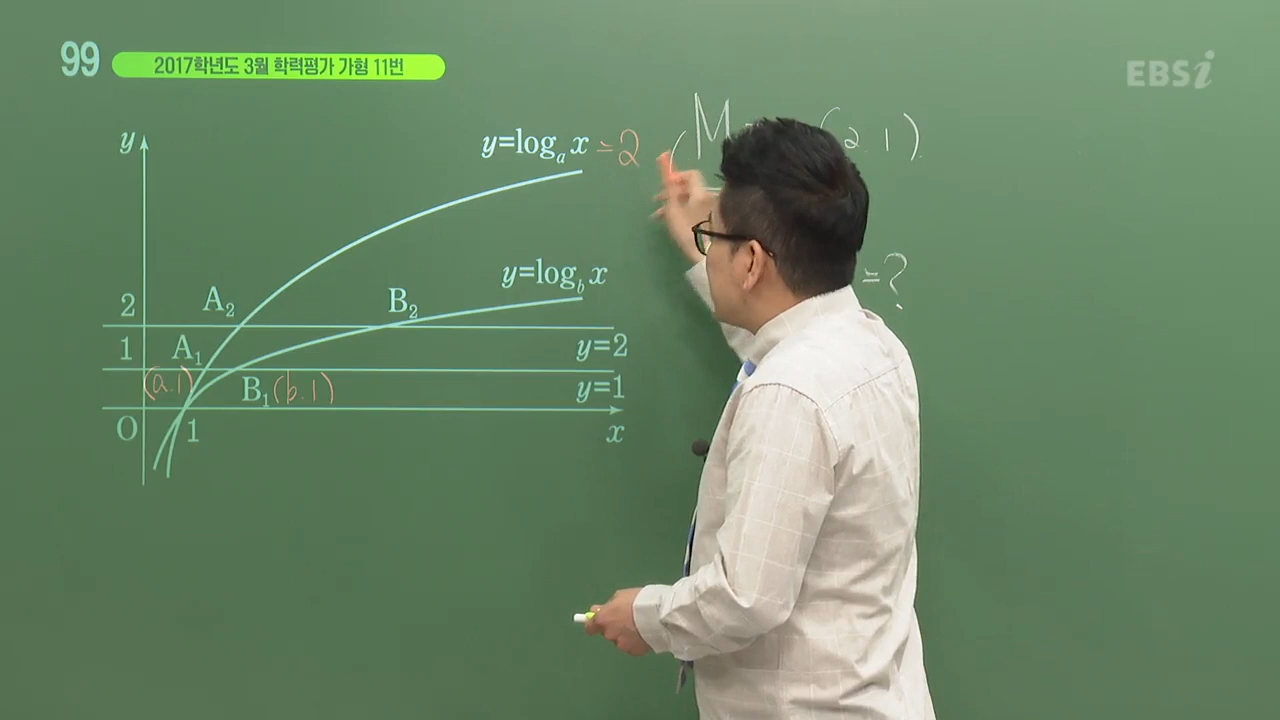 99
2017학년도 3월 학력평가 가형 11번
EBSi
y
y=logₐx =2
M (2.1)
y=log_b x
=?
2 A₂ B₂
1 A₁ y=2
(a.1) B₁(b.1) y=1
O 1 x